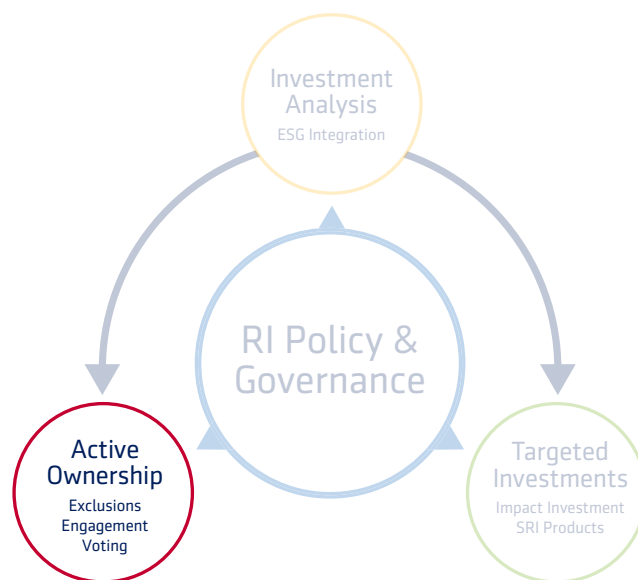 Investment
Analysis
ESG Integration
RI Policy &
Governance
Active
Ownership
Exclusions
Engagement
Voting
Targeted
Investments
Impact Investment
SRI Products